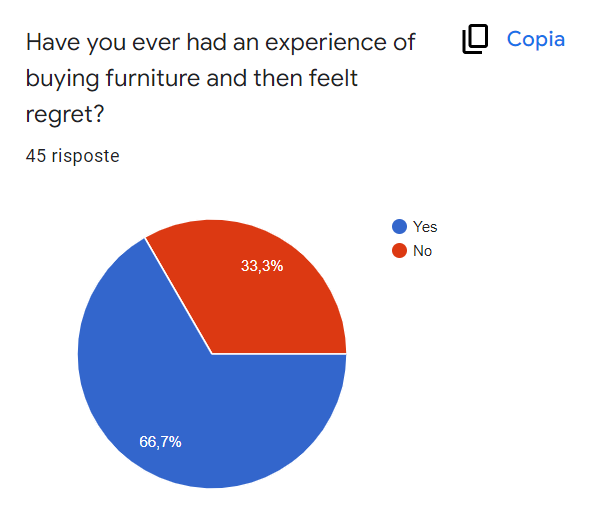 Have you ever had an experience of
Copia
buying furniture and then feelt
regret?
45 risposte
Yes
No
33,3%
66,7%